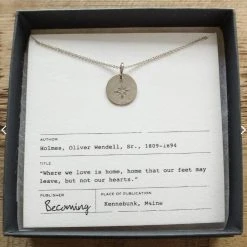 AUTHOR
Holmes, Oliver Wendell, Sr., 1809-1894
TITLE
"Where we love is home, home that our feet may
leave, but not our hearts."
PUBLISHER
Becoming
PLACE OF PUBLICATION
Kennebunk, Maine